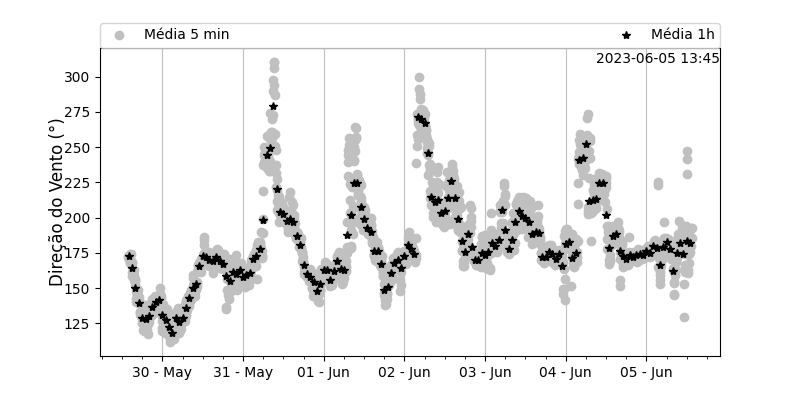 Média 5 min
Média 1h
2023-06-05 13:45
Direção do Vento (°)
300
275
250
225
200
175
150
125
30 - May
31 - May
01 - Jun
02 - Jun
03 - Jun
04 - Jun
05 - Jun